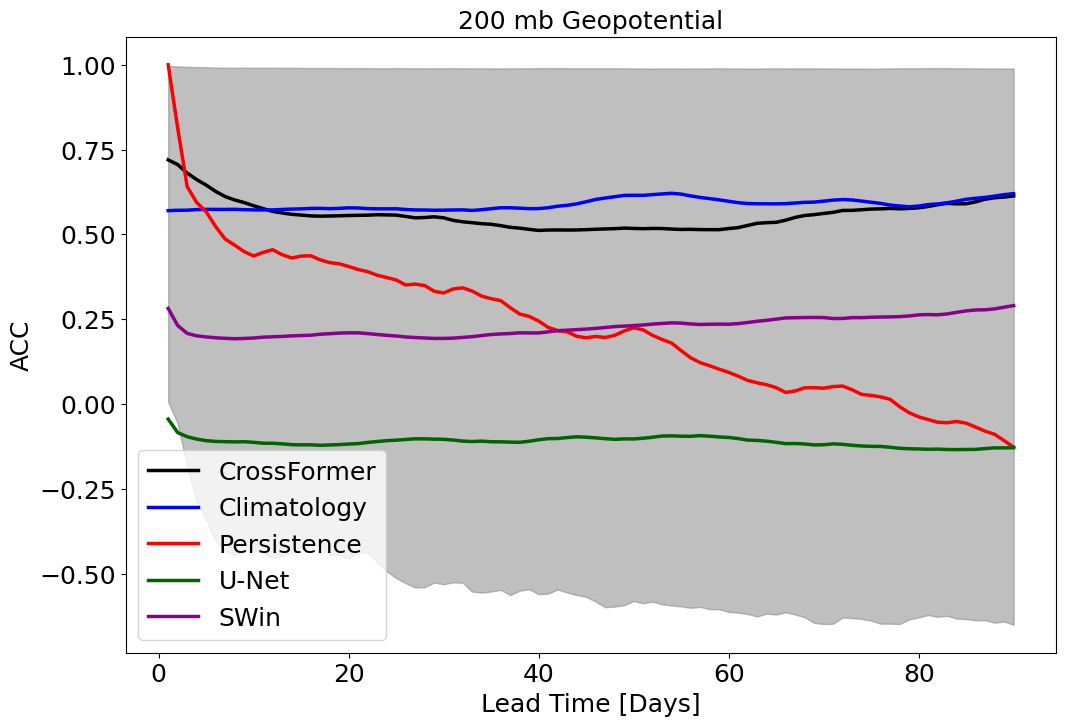 200 mb Geopotential
1.00
0.75
0.50
0.25
0.00
−0.25
−0.50
ACC
CrossFormer
Climatology
Persistence
U-Net
SWin
0 20 40 60 80
Lead Time [Days]